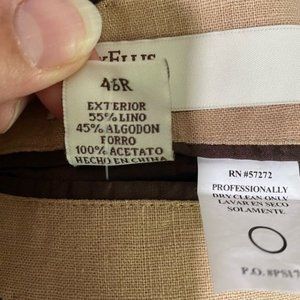 ELLIS
46R
EXTERIOR
55% LINO
45% ALGODON
FORRO
100% ACETATO
HECHO EN CHINA
RN #57272
PROFESSIONALLY
DRY CLEAN ONLY
LAVAR EN SECO
SOLAMENTE